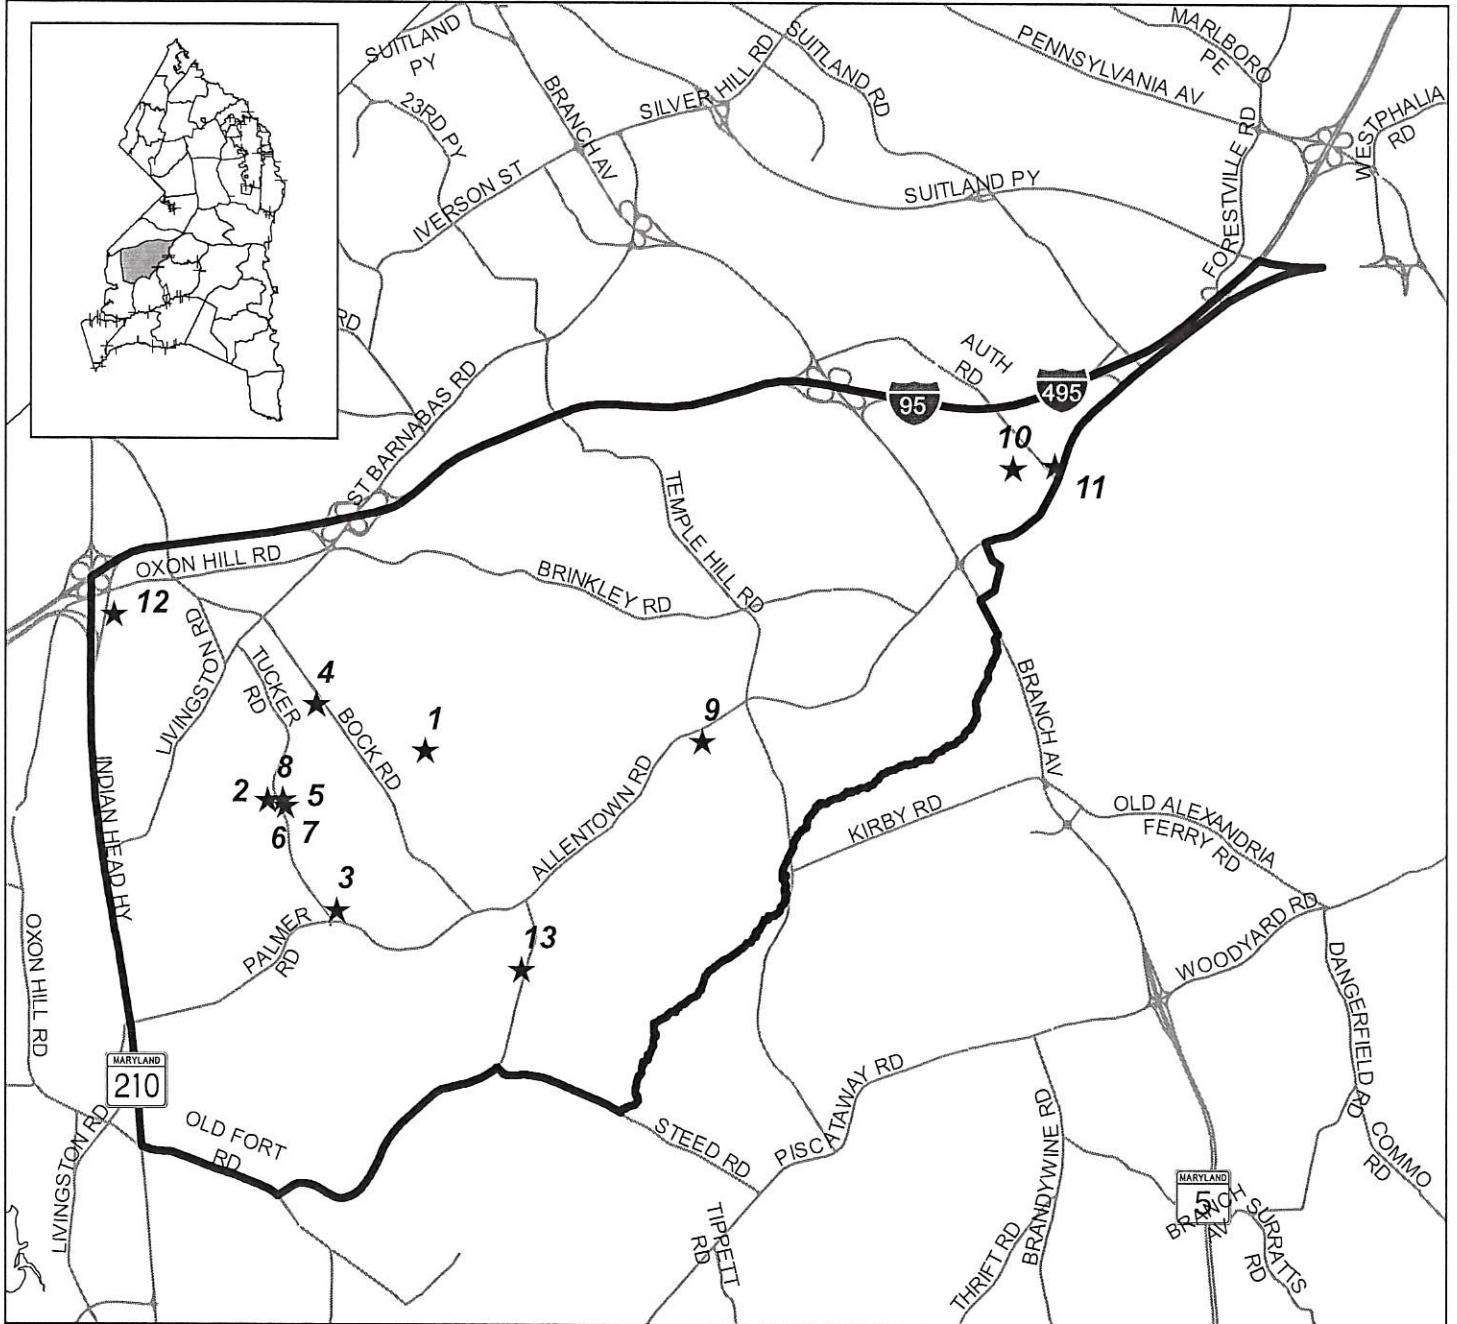 SUITLAND
PY
23RD PY
BRANCH AV
SILVER HILL RD
SUITLAND RD
PENNSYLVANIA AV
MARLBORO
PE
FORESTVILLE RD
WESTPHALIA
RD
IVERSON ST
SUITLAND PY
RD
ST BARNABAS RD
AUTH
RD
95
495
10
11
OXON HILL RD
12
LIVINGSTON RD
BRINKLEY RD
TEMPLE HILL RD
TUCKER
RD
4
BOCK RD
1
9
LIVINGSTON
INDIAN HEAD HY
8
2
5
6
7
3
ALLENTOWN RD
BRANCH AV
KIRBY RD
OLD ALEXANDRIA
FERRY RD
PALMER
RD
13
OXON HILL RD
WOODYARD RD
DANGERFIELD RD
MARYLAND
210
OLD FORT
RD
LIVINGSTON RD
STEED RD
PISCATAWAY RD
BRANDYWINE RD
THRIFT RD
TIPPETT
RD
MARYLAND
5
BRANCH
AV
SURRATTS
RD
COMMO
RD